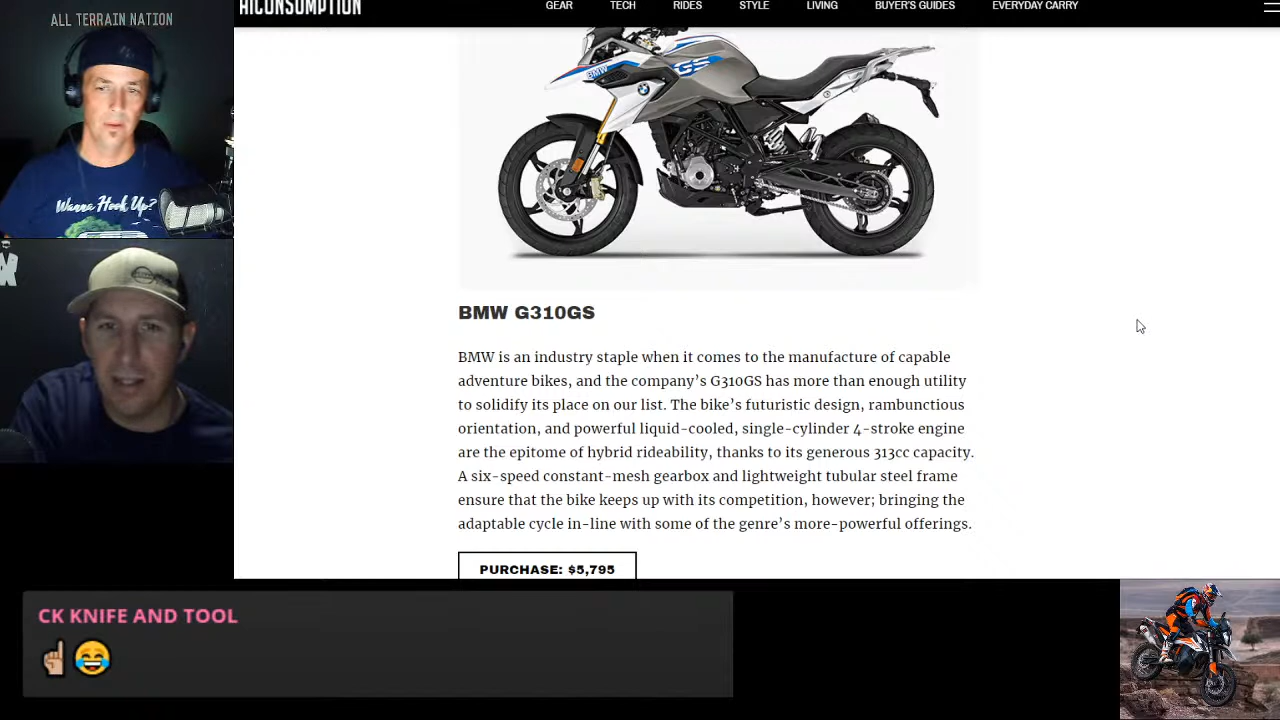 ALL TERRAIN NATION
Wanna Hook Up?
HICONSUMPTION
GEAR TECH RIDES STYLE LIVING BUYER'S GUIDES EVERYDAY CARRY
BMW
GS
BMW G310GS
BMW is an industry staple when it comes to the manufacture of capable
adventure bikes, and the company's G310GS has more than enough utility
to solidify its place on our list. The bike's futuristic design, rambunctious
orientation, and powerful liquid-cooled, single-cylinder 4-stroke engine
are the epitome of hybrid rideability, thanks to its generous 313cc capacity.
A six-speed constant-mesh gearbox and lightweight tubular steel frame
ensure that the bike keeps up with its competition, however; bringing the
adaptable cycle in-line with some of the genre's more-powerful offerings.
PURCHASE: $5,795
CK KNIFE AND TOOL
☝🏼😂